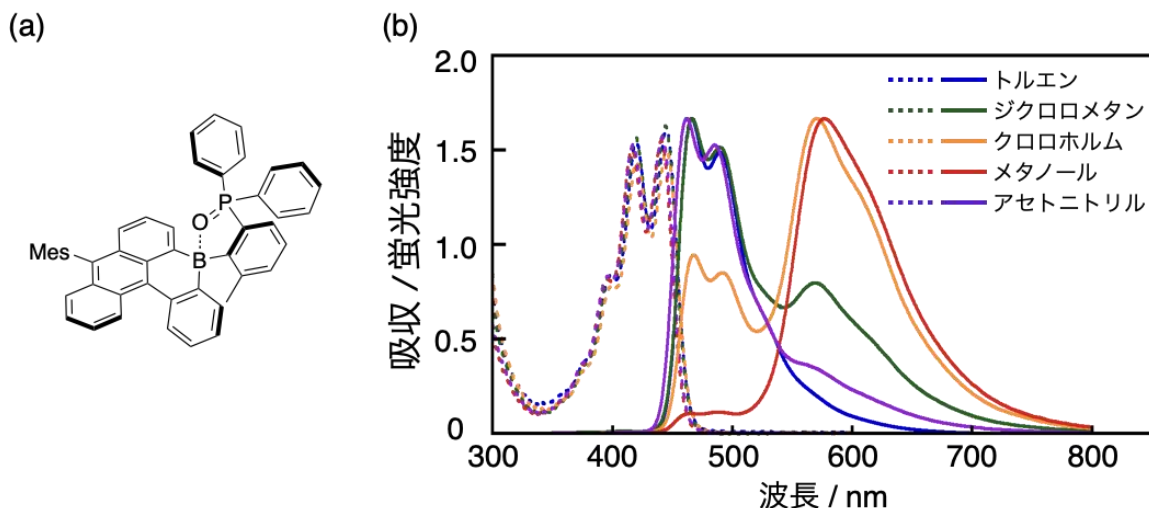 (a)
P
O
B
Mes
(b)
2.0
1.5
1.0
0.5
0
吸収 / 蛍光強度
トルエン
ジクロロメタン
クロロホルム
メタノール
アセトニトリル
300 400 500 600 700 800
波長 / nm